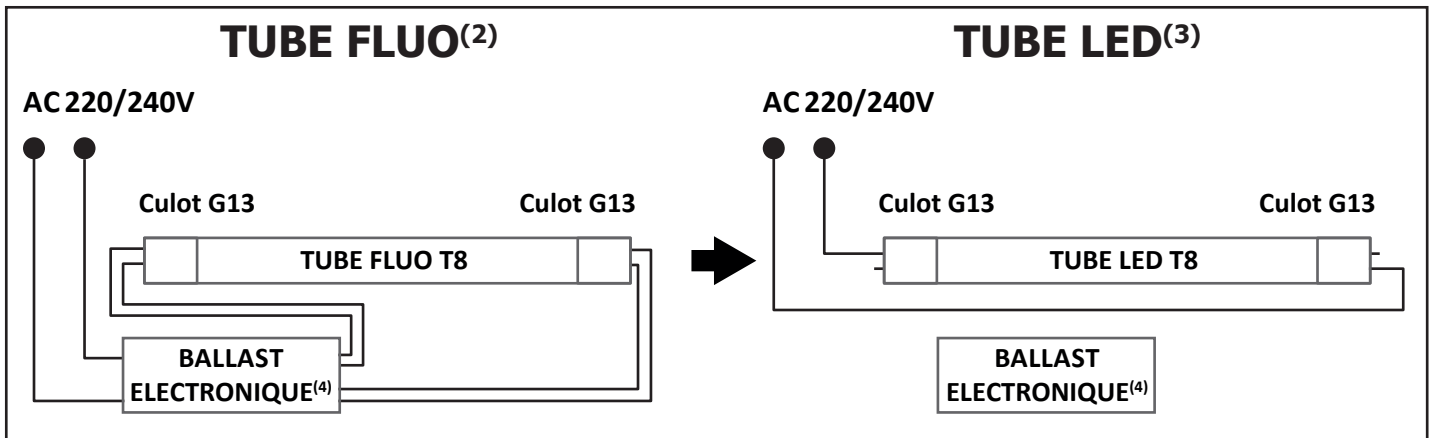 TUBE FLUO(2)
AC 220/240V
Culot G13
Culot G13
TUBE FLUO T8
BALLAST
ELECTRONIQUE(4)
TUBE LED(3)
AC 220/240V
Culot G13
Culot G13
TUBE LED T8
BALLAST
ELECTRONIQUE(4)